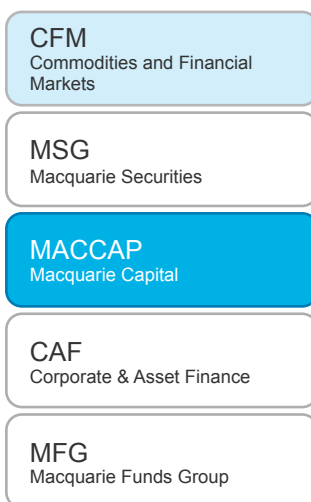 CFM
Commodities and Financial
Markets
MSG
Macquarie Securities
MACCAP
Macquarie Capital
CAF
Corporate & Asset Finance
MFG
Macquarie Funds Group